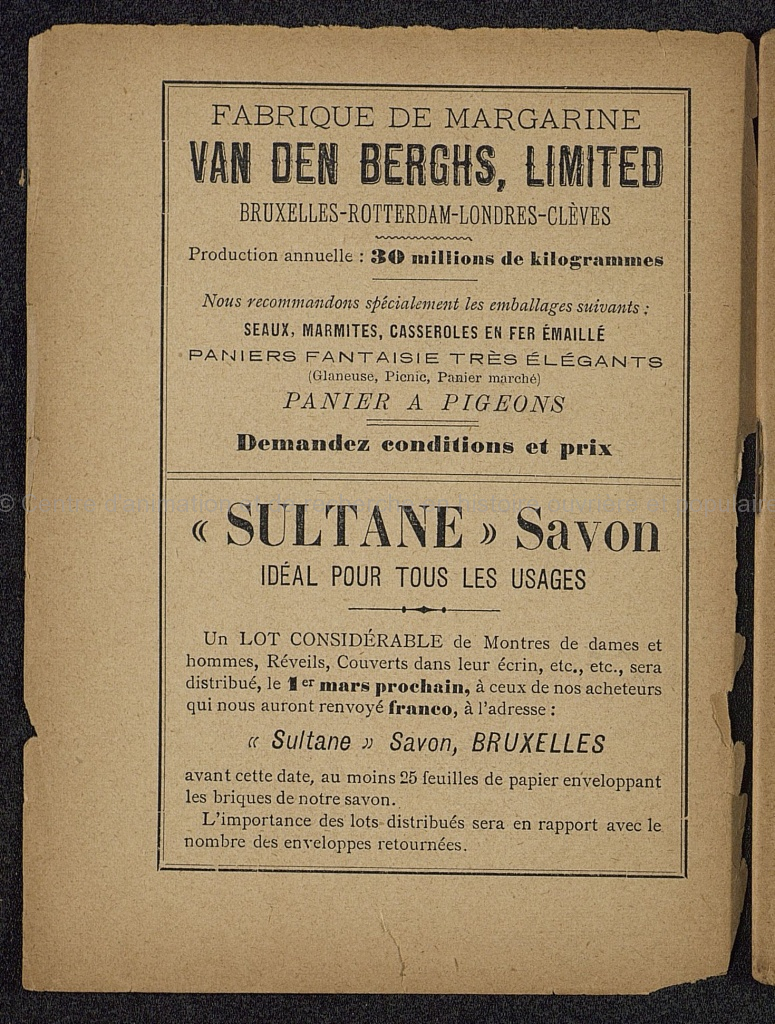 FABRIQUE DE MARGARINE
VAN DEN BERGHS, LIMITED
BRUXELLES-ROTTERDAM-LONDRES-CLÈVES
Production annuelle : 30 millions de kilogrammes
Nous recommandons spécialement les emballages suivants :
SEAUX, MARMITES, CASSEROLES EN FER ÉMAILLÉ
PANIERS FANTAISIE TRÈS ÉLÉGANTS
(Glaneuse, Picnic, Panier marché)
PANIER A PIGEONS
Demandez conditions et prix
« SULTANE » Savon
IDÉAL POUR TOUS LES USAGES
Un LOT CONSIDÉRABLE de Montres de dames et
hommes, Réveils, Couverts dans leur écrin, etc., etc., sera
distribué, le 1er mars prochain, à ceux de nos acheteurs
qui nous auront renvoyé franco, à l'adresse :
« Sultane » Savon, BRUXELLES
avant cette date, au moins 25 feuilles de papier enveloppant
les briques de notre savon.
L'importance des lots distribués sera en rapport avec le
nombre des enveloppes retournées.